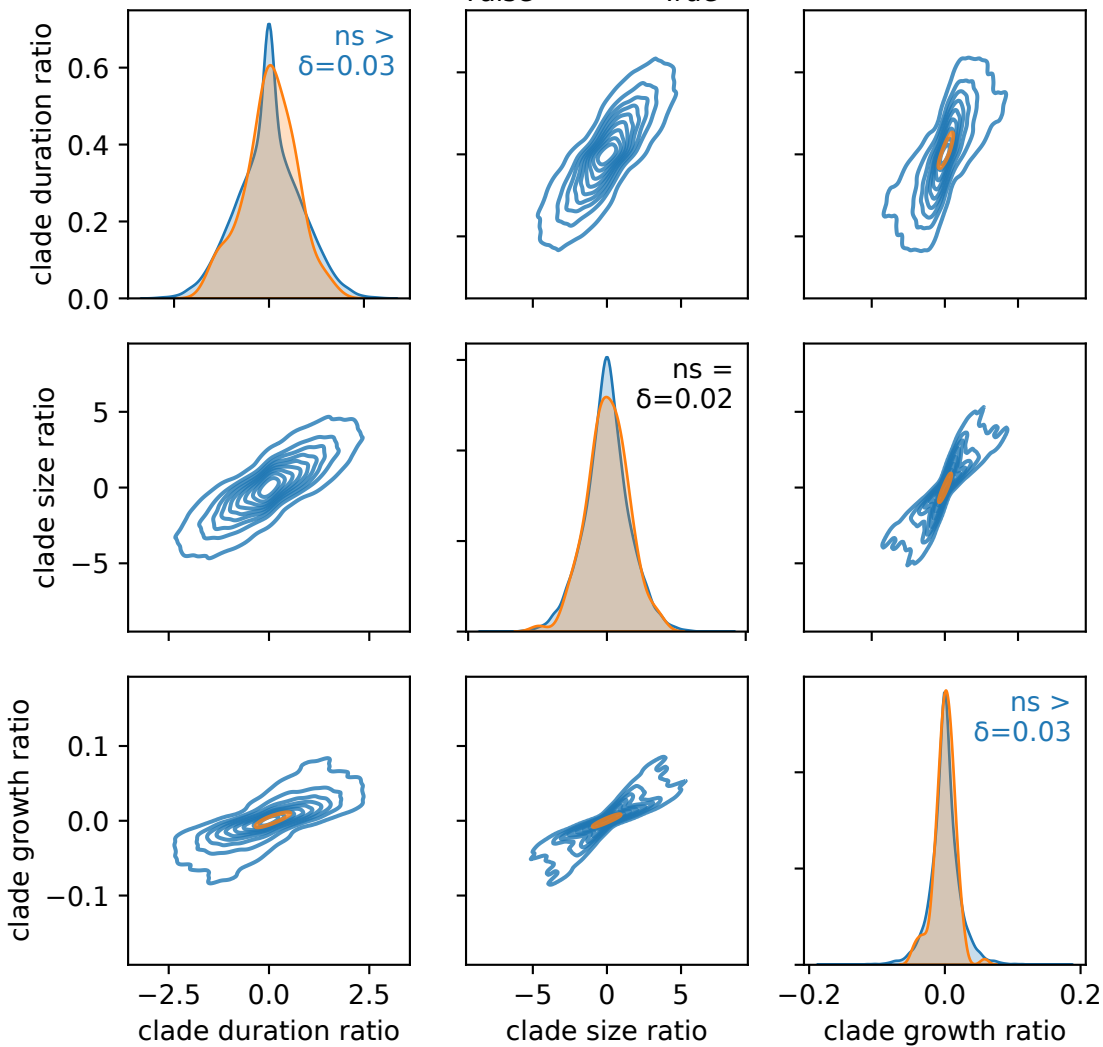 True
clade duration ratio
0.6
0.4
0.2
0.0
ns >
δ=0.03
clade size ratio
5
0
−5
ns =
δ=0.02
clade growth ratio
0.1
0.0
−0.1
ns >
δ=0.03
−2.5 0.0 2.5
−5 0 5
−0.2 0.0 0.2
clade duration ratio
clade size ratio
clade growth ratio